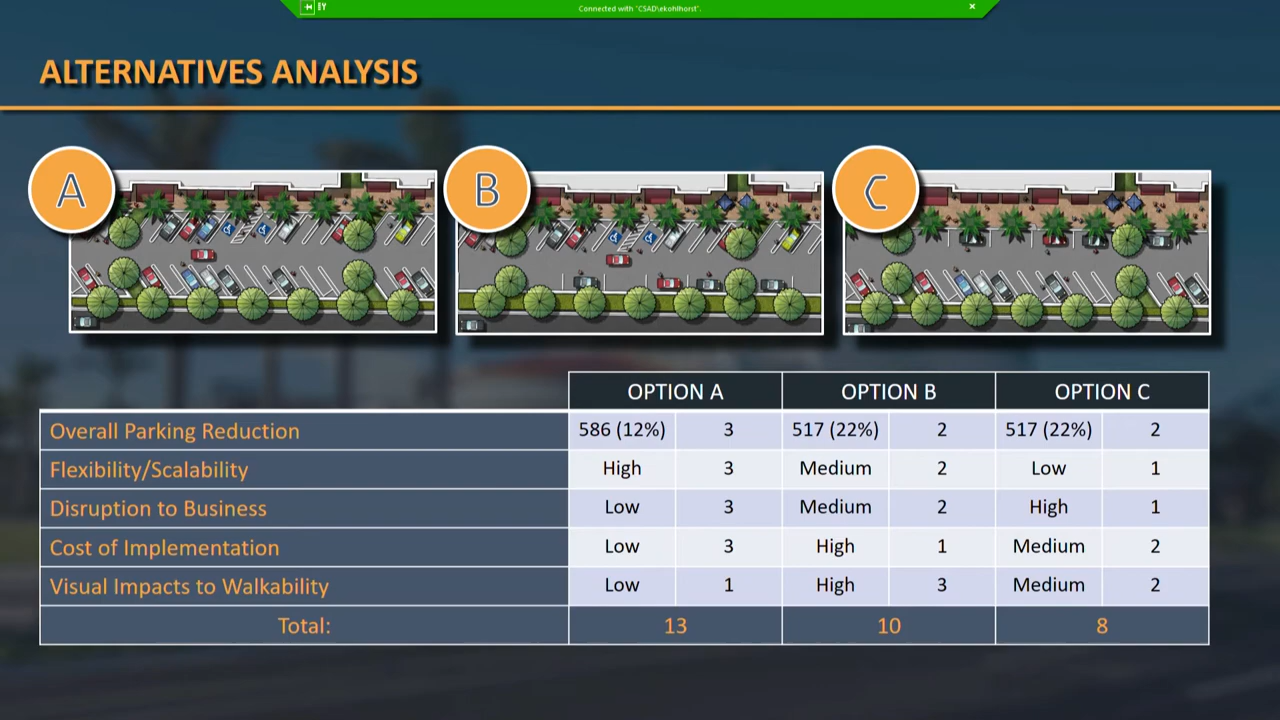 Connected with "CSAD\ekohlhorst".
ALTERNATIVES ANALYSIS
A
B
C
OPTION A OPTION B OPTION C
Overall Parking Reduction 586 (12%) 3 517 (22%) 2 517 (22%) 2
Flexibility/Scalability High 3 Medium 2 Low 1
Disruption to Business Low 3 Medium 2 High 1
Cost of Implementation Low 3 High 1 Medium 2
Visual Impacts to Walkability Low 1 High 3 Medium 2
Total: 13 10 8